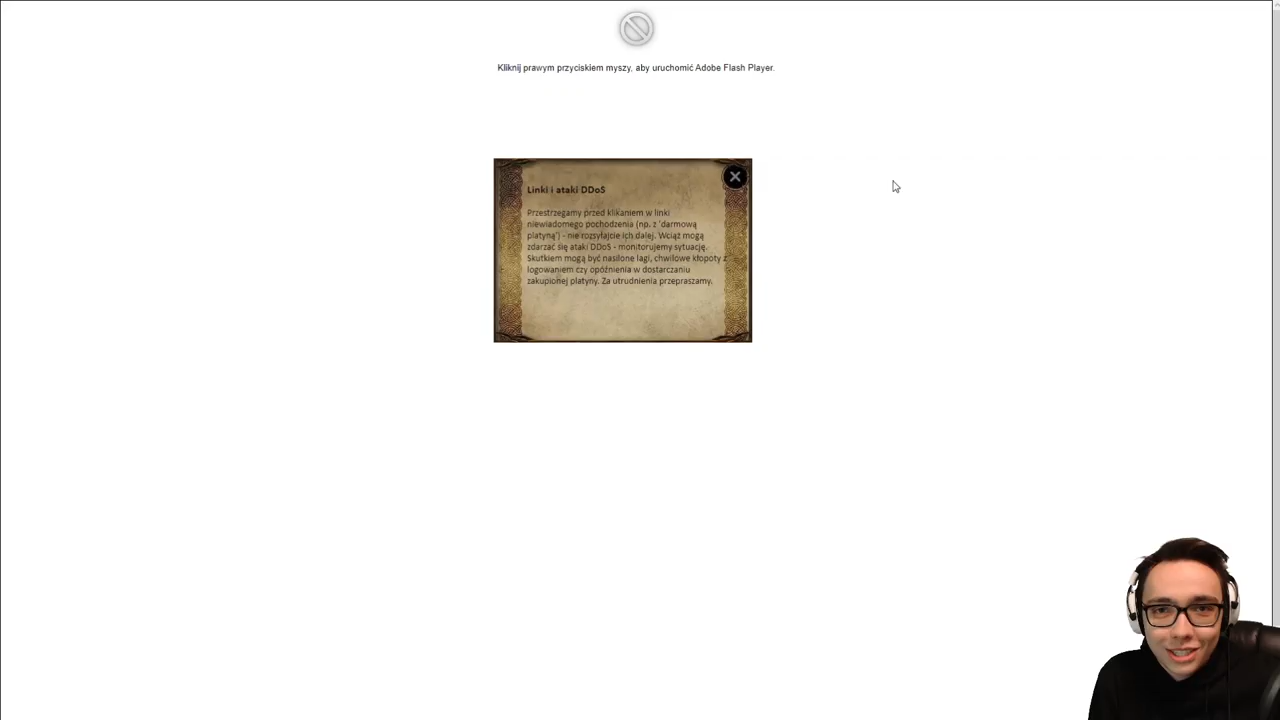 Kliknij prawym przyciskiem myszy, aby uruchomić Adobe Flash Player.
Linki i ataki DDoS
Przestrzegamy przed klikaniem w linki
niewiadomego pochodzenia (np. z 'darmową
platyną') - nie rozsyłajcie ich dalej. Wciąż mogą
zdarzać się ataki DDoS - monitorujemy sytuację.
Skutkiem mogą być nasilone lagi, chwilowe kłopoty z
logowaniem czy opóźnienia w dostarczaniu
zakupionej platyny. Za utrudnienia przepraszamy.